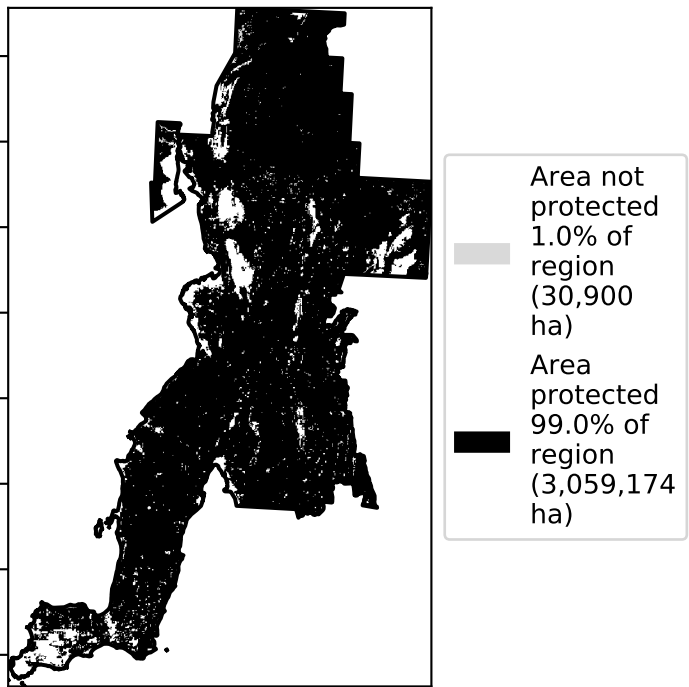 Area not
protected
1.0% of
region
(30,900
ha)
Area
protected
99.0% of
region
(3,059,174
ha)